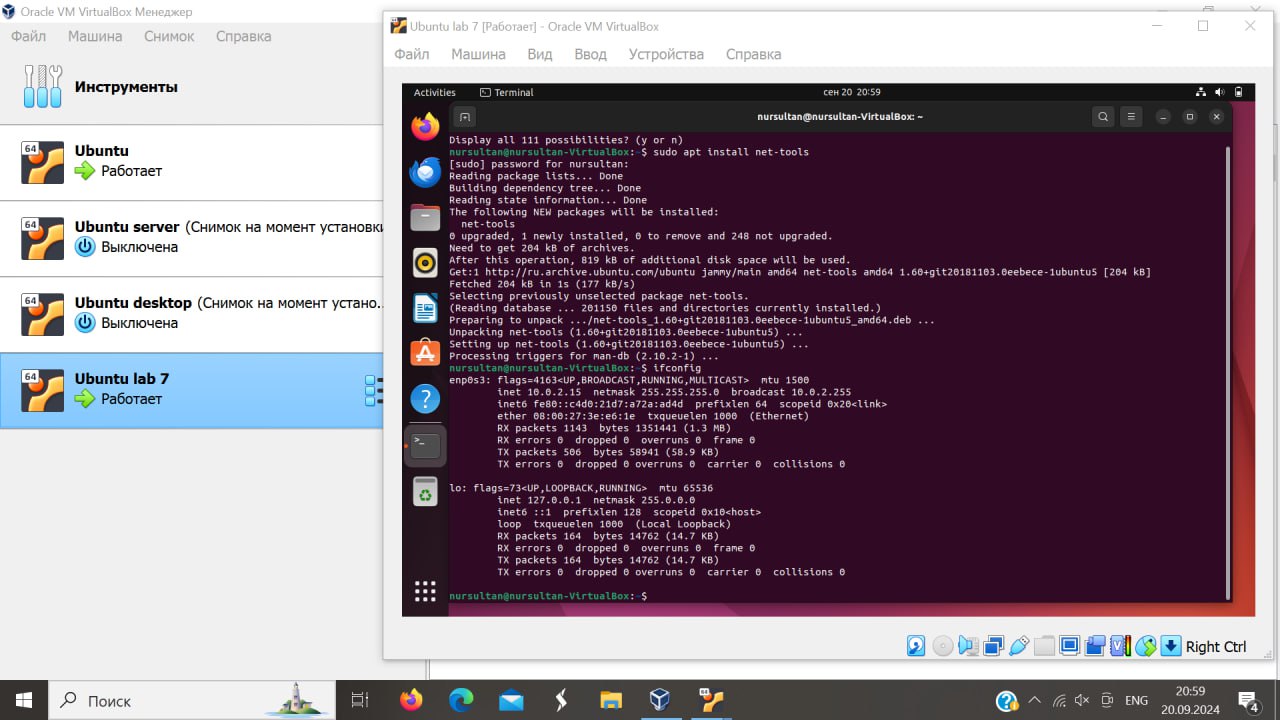 Oracle VM VirtualBox Менеджер
Файл Машина Снимок Справка
Инструменты
64
Ubuntu
Работает
64
Ubuntu server (Снимок на момент установки
Выключена
64
Ubuntu desktop (Снимок на момент устано...
Выключена
64
Ubuntu lab 7
Работает
Ubuntu lab 7 [Работает] - Oracle VM VirtualBox
Файл Машина Вид Ввод Устройства Справка
Activities Terminal сен 20 20:59
nursultan@nursultan-VirtualBox: ~
Display all 111 possibilities? (y or n)
nursultan@nursultan-VirtualBox:~$ sudo apt install net-tools
[sudo] password for nursultan:
Reading package lists... Done
Building dependency tree... Done
Reading state information... Done
The following NEW packages will be installed:
net-tools
0 upgraded, 1 newly installed, 0 to remove and 248 not upgraded.
Need to get 204 kB of archives.
After this operation, 819 kB of additional disk space will be used.
Get:1 http://ru.archive.ubuntu.com/ubuntu jammy/main amd64 net-tools amd64 1.60+git20181103.0eebece-1ubuntu5 [204 kB]
Fetched 204 kB in 1s (177 kB/s)
Selecting previously unselected package net-tools.
(Reading database ... 201150 files and directories currently installed.)
Preparing to unpack .../net-tools_1.60+git20181103.0eebece-1ubuntu5_amd64.deb ...
Unpacking net-tools (1.60+git20181103.0eebece-1ubuntu5) ...
Setting up net-tools (1.60+git20181103.0eebece-1ubuntu5) ...
Processing triggers for man-db (2.10.2-1) ...
nursultan@nursultan-VirtualBox:~$ ifconfig
enp0s3: flags=4163<UP,BROADCAST,RUNNING,MULTICAST> mtu 1500
inet 10.0.2.15 netmask 255.255.255.0 broadcast 10.0.2.255
inet6 fe80::c4d0:21d7:a72a:ad4d prefixlen 64 scopeid 0x20<link>
ether 08:00:27:3e:e6:1e txqueuelen 1000 (Ethernet)
RX packets 1143 bytes 1351441 (1.3 MB)
RX errors 0 dropped 0 overruns 0 frame 0
TX packets 506 bytes 58941 (58.9 KB)
TX errors 0 dropped 0 overruns 0 carrier 0 collisions 0
lo: flags=73<UP,LOOPBACK,RUNNING> mtu 65536
inet 127.0.0.1 netmask 255.0.0.0
inet6 ::1 prefixlen 128 scopeid 0x10<host>
loop txqueuelen 1000 (Local Loopback)
RX packets 164 bytes 14762 (14.7 KB)
RX errors 0 dropped 0 overruns 0 frame 0
TX packets 164 bytes 14762 (14.7 KB)
TX errors 0 dropped 0 overruns 0 carrier 0 collisions 0
nursultan@nursultan-VirtualBox:~$
Right Ctrl
Поиск
64
ENG
20:59
20.09.2024
4